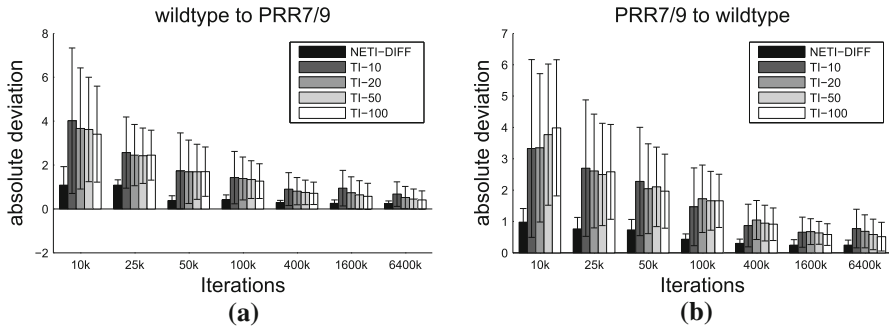 wildtype to PRR7/9
8
6
4
2
0
−2
absolute deviation
NETI−DIFF
TI−10
TI−20
TI−50
TI−100
10k 25k 50k 100k 400k 1600k 6400k
Iterations
(a)
PRR7/9 to wildtype
7
6
5
4
3
2
1
0
absolute deviation
NETI−DIFF
TI−10
TI−20
TI−50
TI−100
10k 25k 50k 100k 400k 1600k 6400k
Iterations
(b)